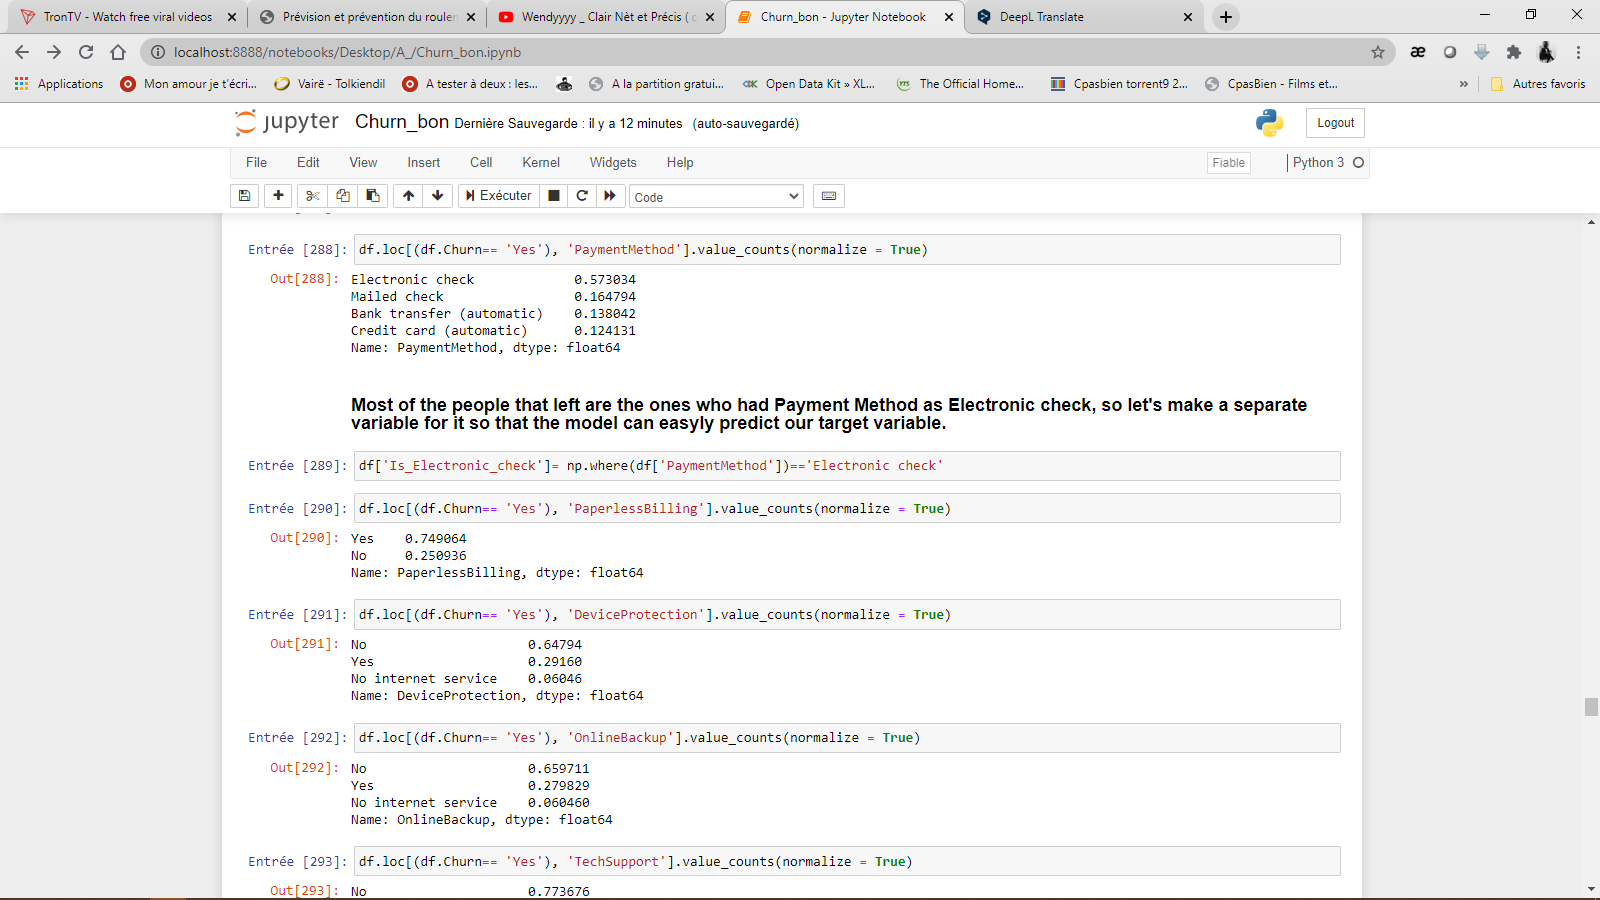 TronTV - Watch free viral videos
Prévision et prévention du roulem
Wendyyyy _ Clair Nèt et Précis ( c
Churn_bon - Jupyter Notebook
DeepL Translate
localhost:8888/notebooks/Desktop/A_/Churn_bon.ipynb
Applications
Mon amour je t'écri...
Vairë - Tolkiendil
A tester à deux : les...
A la partition gratui...
Open Data Kit » XL...
The Official Home...
Cpasbien torrent9 2...
CpasBien - Films et...
»
Autres favoris
jupyter Churn_bon Dernière Sauvegarde : il y a 12 minutes (auto-sauvegardé)
Logout
File Edit View Insert Cell Kernel Widgets Help
Fiable
Python 3
Exécuter
Code
Entrée [288]: df.loc[(df.Churn== 'Yes'), 'PaymentMethod'].value_counts(normalize = True)
Out[288]: Electronic check 0.573034
Mailed check 0.164794
Bank transfer (automatic) 0.138042
Credit card (automatic) 0.124131
Name: PaymentMethod, dtype: float64
Most of the people that left are the ones who had Payment Method as Electronic check, so let's make a separate
variable for it so that the model can easyly predict our target variable.
Entrée [289]: df['Is_Electronic_check']= np.where(df['PaymentMethod'])=='Electronic check'
Entrée [290]: df.loc[(df.Churn== 'Yes'), 'PaperlessBilling'].value_counts(normalize = True)
Out[290]: Yes 0.749064
No 0.250936
Name: PaperlessBilling, dtype: float64
Entrée [291]: df.loc[(df.Churn== 'Yes'), 'DeviceProtection'].value_counts(normalize = True)
Out[291]: No 0.64794
Yes 0.29160
No internet service 0.06046
Name: DeviceProtection, dtype: float64
Entrée [292]: df.loc[(df.Churn== 'Yes'), 'OnlineBackup'].value_counts(normalize = True)
Out[292]: No 0.659711
Yes 0.279829
No internet service 0.060460
Name: OnlineBackup, dtype: float64
Entrée [293]: df.loc[(df.Churn== 'Yes'), 'TechSupport'].value_counts(normalize = True)
Out[293]: No 0.773676